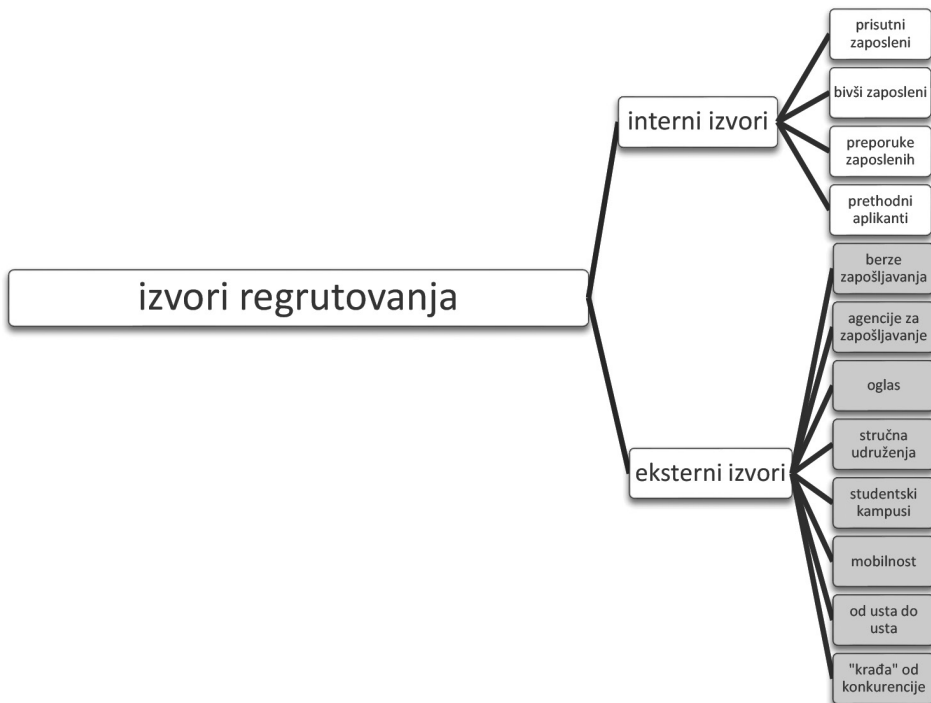 izvori regrutovanja
interni izvori
prisutni
zaposleni
bivši zaposleni
preporuke
zaposlenih
prethodni
aplikanti
eksterni izvori
berze
zapošljavanja
agencije za
zapošljavanje
oglas
stručna
udruženja
studentski
kampusi
mobilnost
od usta do
usta
"krađa" od
konkurencije